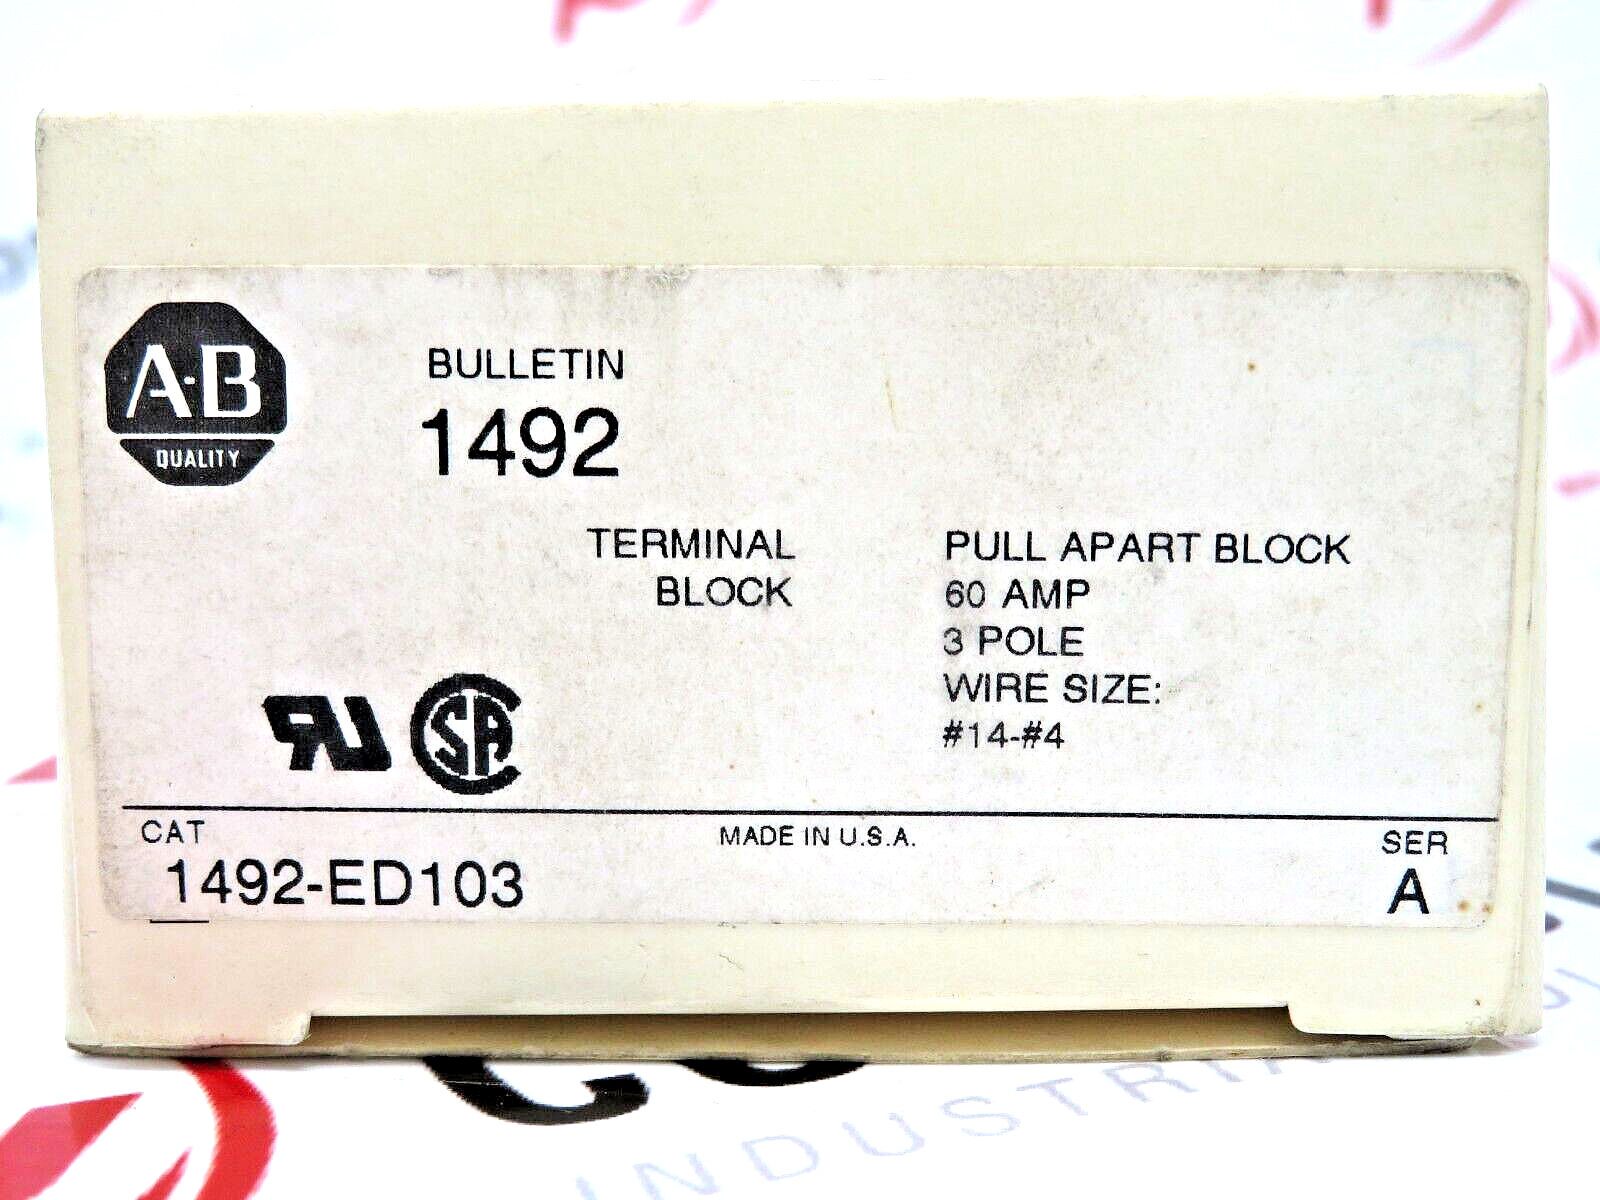 A-B
QUALITY
BULLETIN
1492
TERMINAL
BLOCK
PULL APART BLOCK
60 AMP
3 POLE
WIRE SIZE:
#14-#4
CAT
MADE IN U.S.A.
SER
1492-ED103
A
INDUSTRI